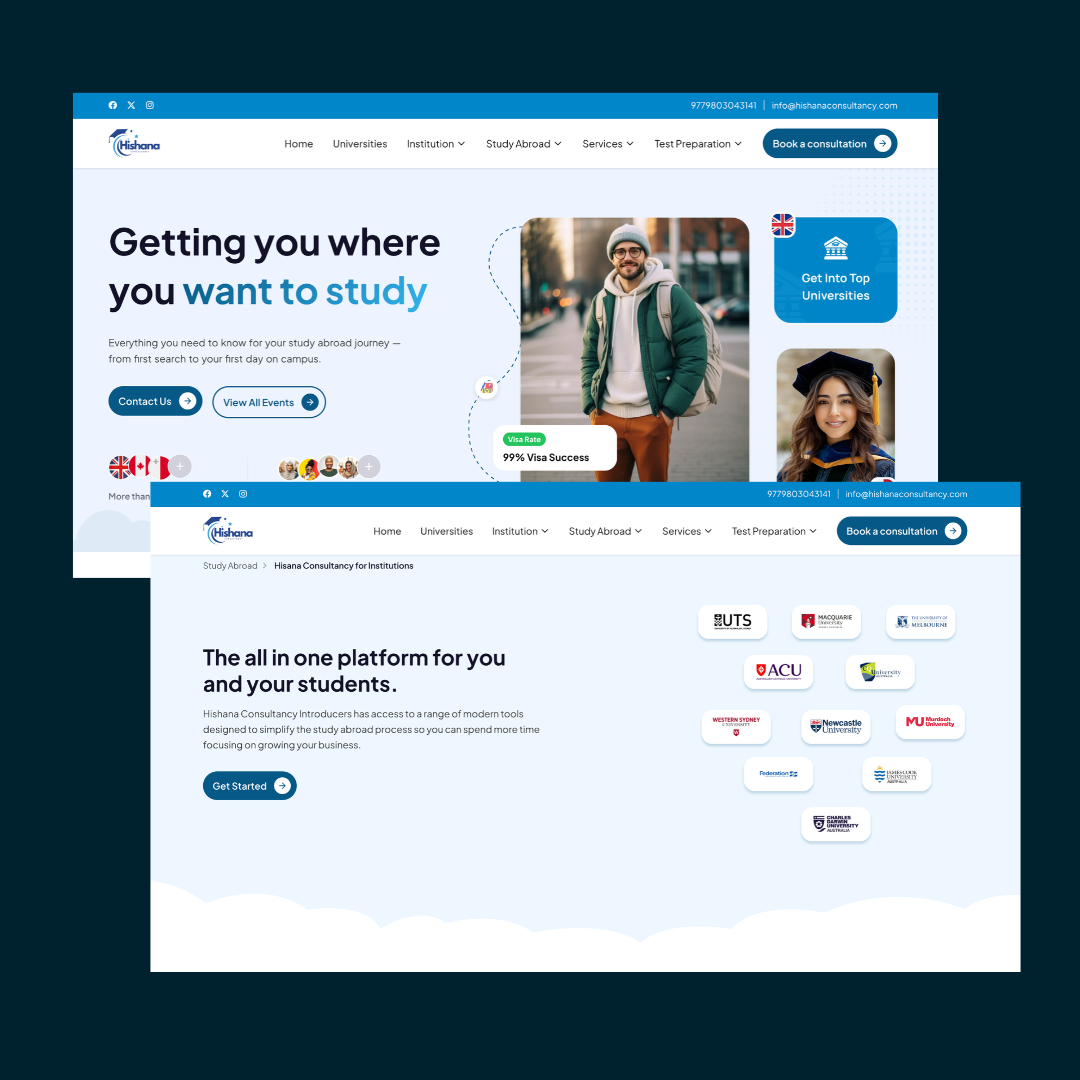 9779803043141 | info@hishanaconsultancy.com
Hishana
Home Universities Institution Study Abroad Services Test Preparation Book a consultation
Getting you where
you want to study
Everything you need to know for your study abroad journey —
from first search to your first day on campus.
Contact Us View All Events
Get Into Top
Universities
Visa Rate
99% Visa Success
More than
9779803043141 | info@hishanaconsultancy.com
Hishana
Home Universities Institution Study Abroad Services Test Preparation Book a consultation
Study Abroad > Hisana Consultancy for Institutions
The all in one platform for you
and your students.
Hishana Consultancy Introducers has access to a range of modern tools
designed to simplify the study abroad process so you can spend more time
focusing on growing your business.
Get Started
UTS
MACQUARIE
University
THE UNIVERSITY OF
MELBOURNE
ACU
University
AUSTRALIA
WESTERN SYDNEY
UNIVERSITY
Newcastle
University
MU Murdoch
University
Federation
JAMES COOK
UNIVERSITY
AUSTRALIA
CHARLES
DARWIN
UNIVERSITY
AUSTRALIA